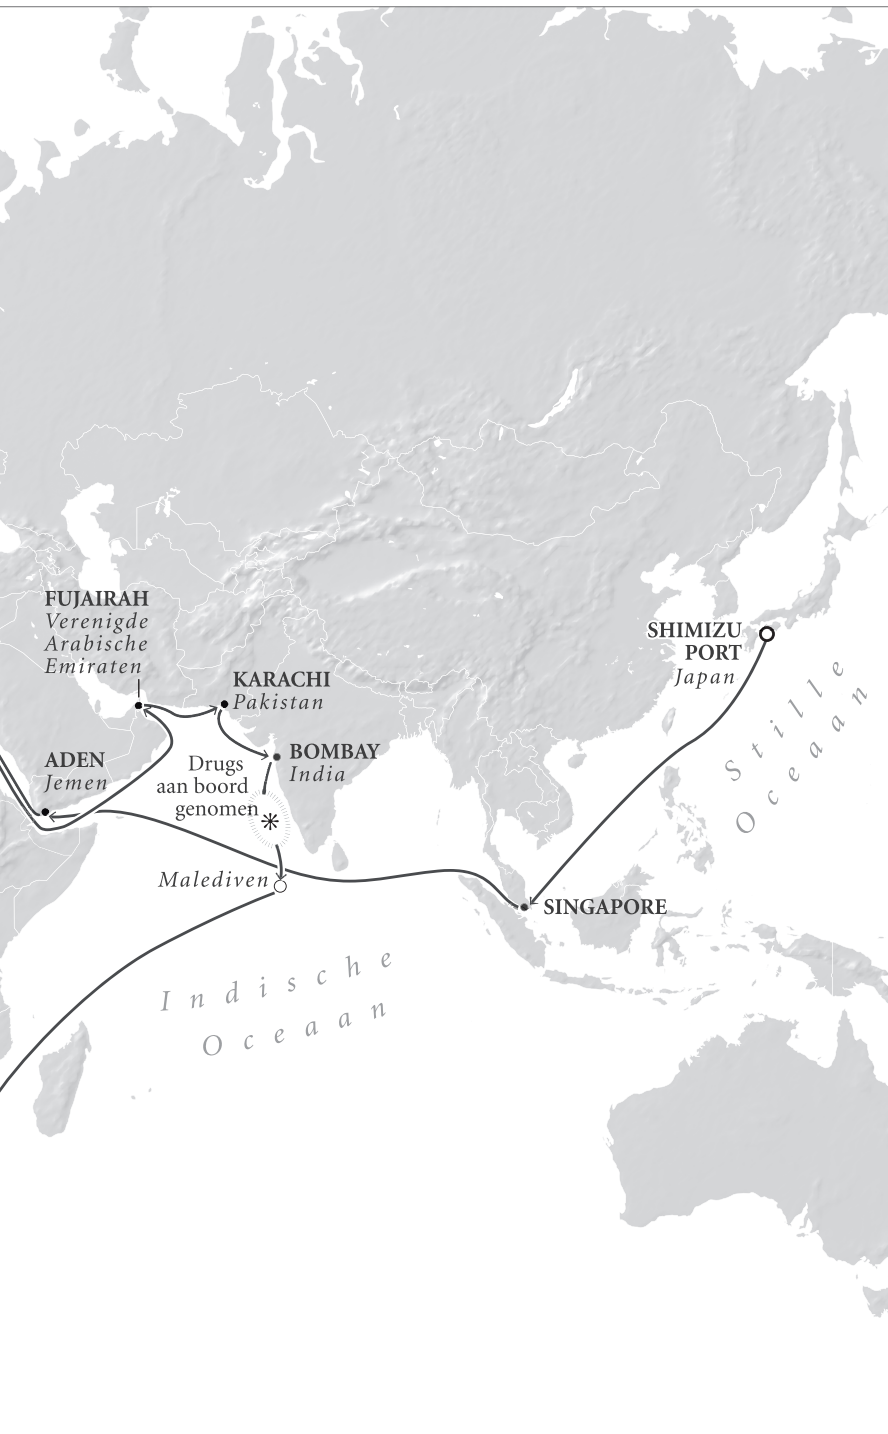 FUJAIRAH
Verenigde
Arabische
Emiraten
SHIMIZU
PORT
Japan
KARACHI
Pakistan
Stille
Oceaan
BOMBAY
India
ADEN
Jemen
Drugs
aan boord
genomen
Malediven
SINGAPORE
Indische
Oceaan